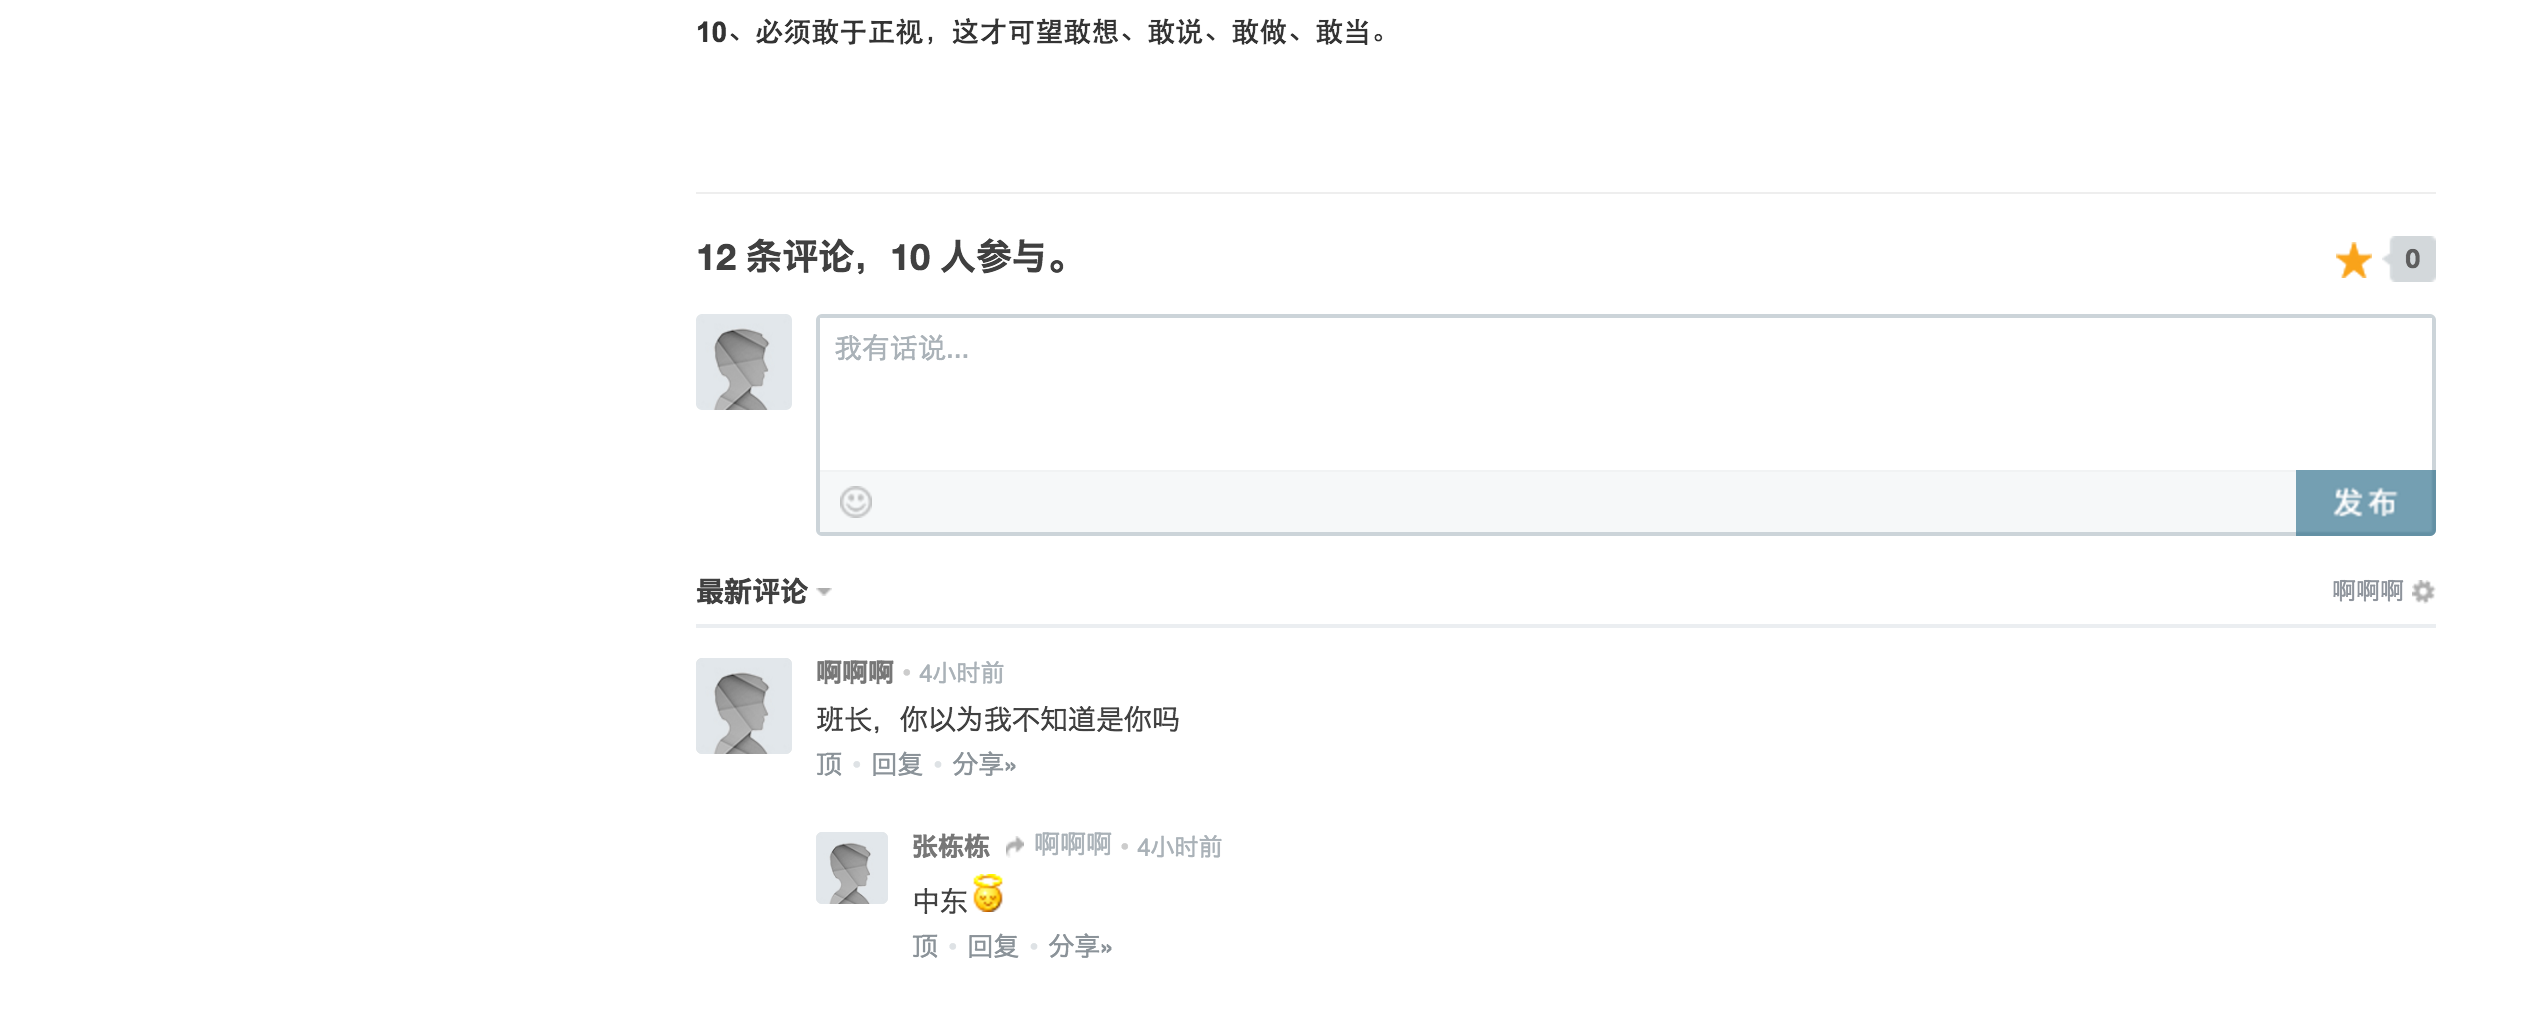 10、必须敢于正视，这才可望敢想、敢说、敢做、敢当。
12 条评论，10 人参与。
0
我有话说...
发布
最新评论
啊啊啊
啊啊啊 • 4小时前
班长，你以为我不知道是你吗
顶 • 回复 • 分享»
张栋栋 啊啊啊 • 4小时前
中东
顶 • 回复 • 分享»